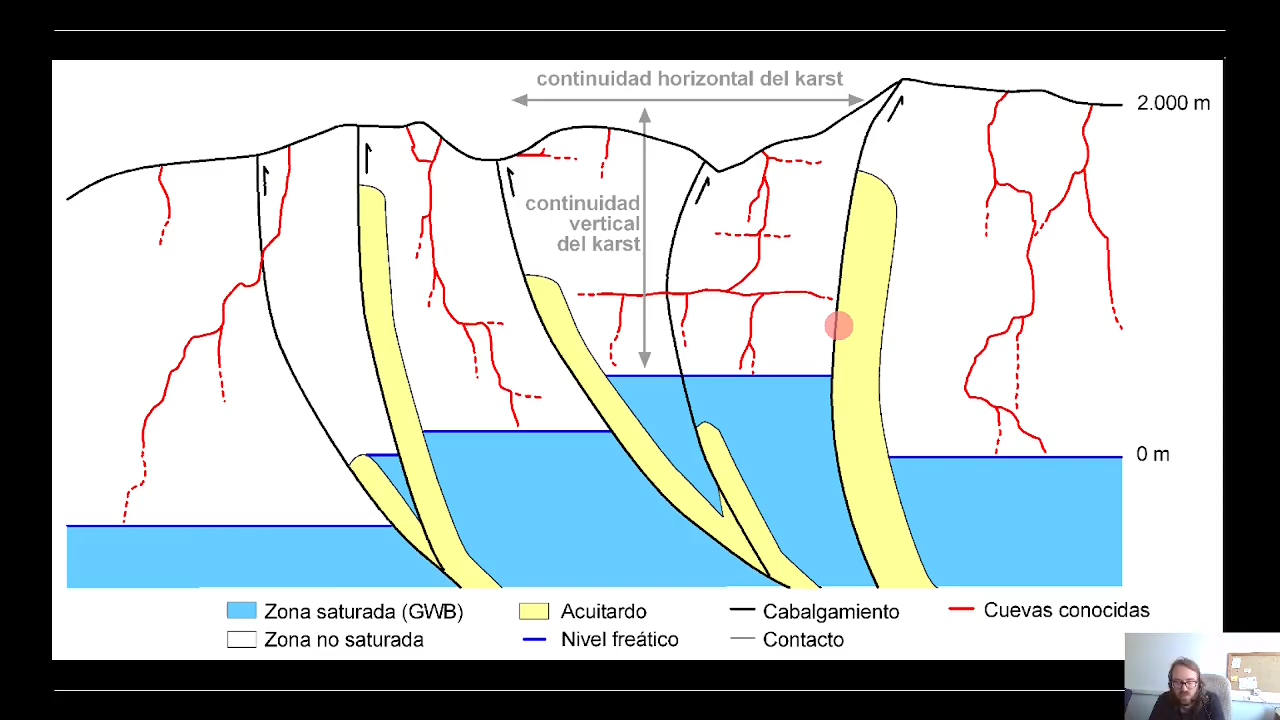 continuidad horizontal del karst
2.000 m
continuidad
vertical
del karst
0 m
Zona saturada (GWB)
Acuitardo
Cabalgamiento
Cuevas conocidas
Zona no saturada
Nivel freático
Contacto